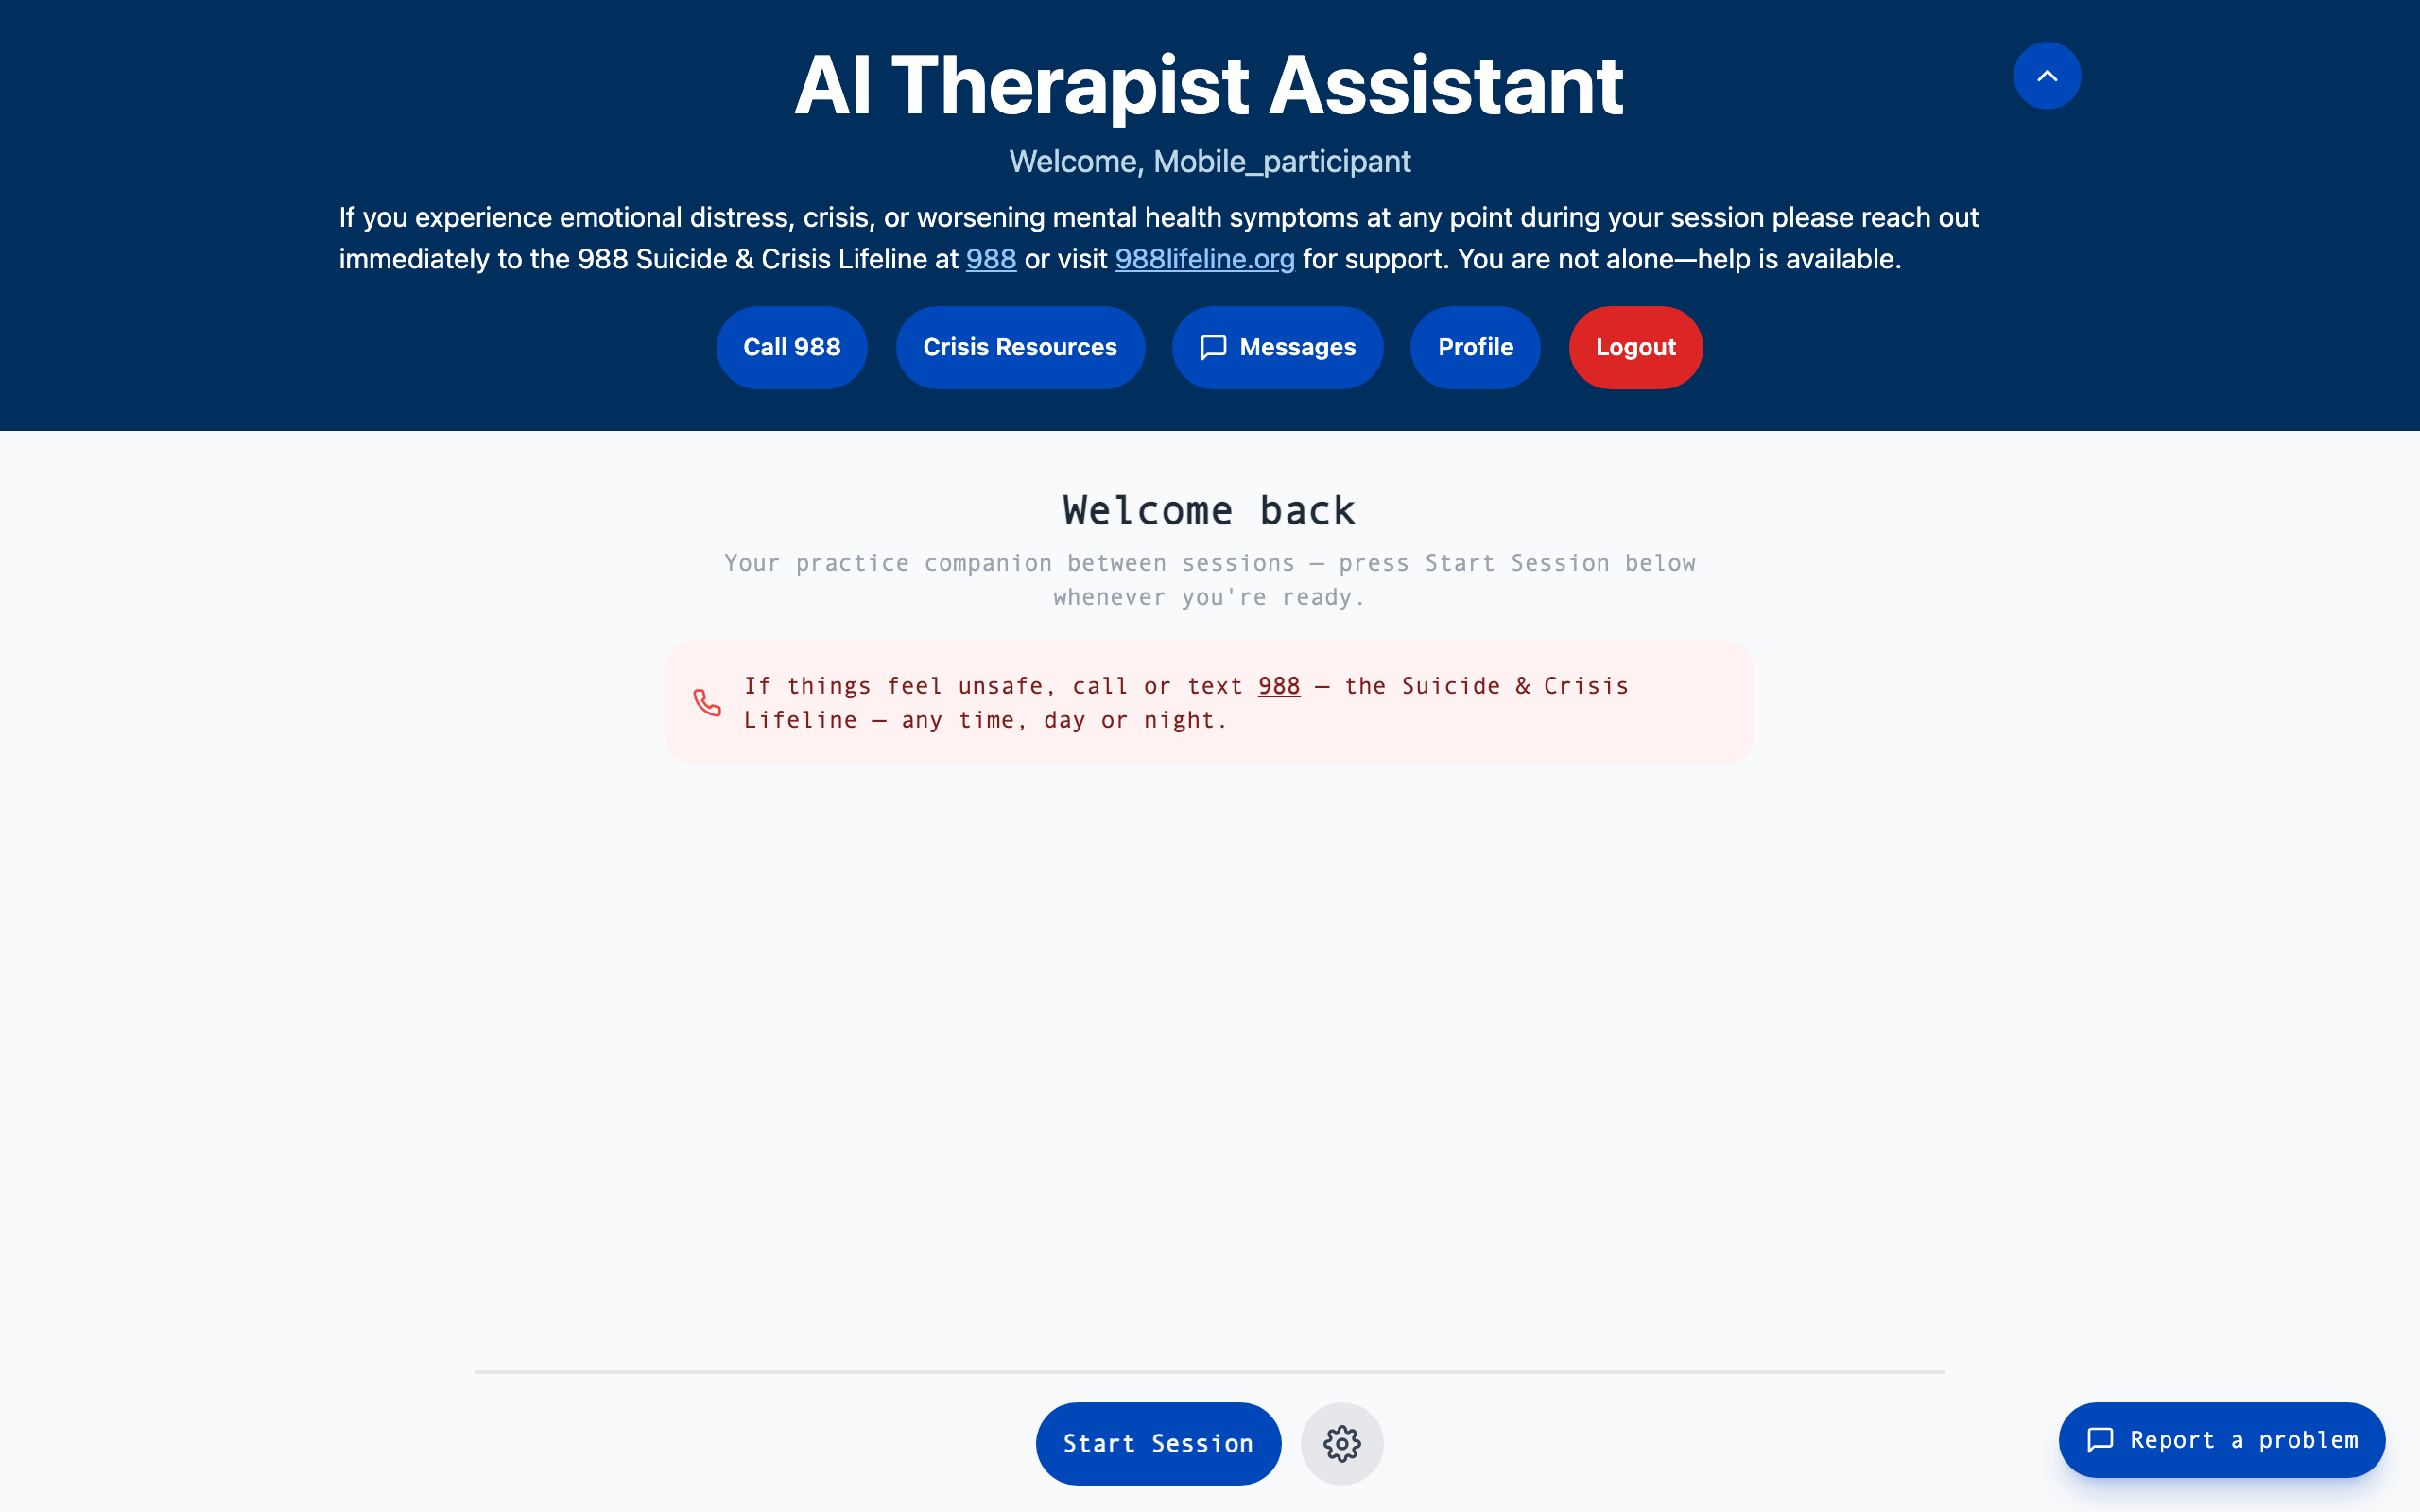 AI Therapist Assistant
Welcome, Mobile_participant
If you experience emotional distress, crisis, or worsening mental health symptoms at any point during your session please reach out
immediately to the 988 Suicide & Crisis Lifeline at 988 or visit 988lifeline.org for support. You are not alone—help is available.
Call 988
Crisis Resources
Messages
Profile
Logout
Welcome back
Your practice companion between sessions — press Start Session below
whenever you're ready.
If things feel unsafe, call or text 988 — the Suicide & Crisis
Lifeline — any time, day or night.
Start Session
Report a problem